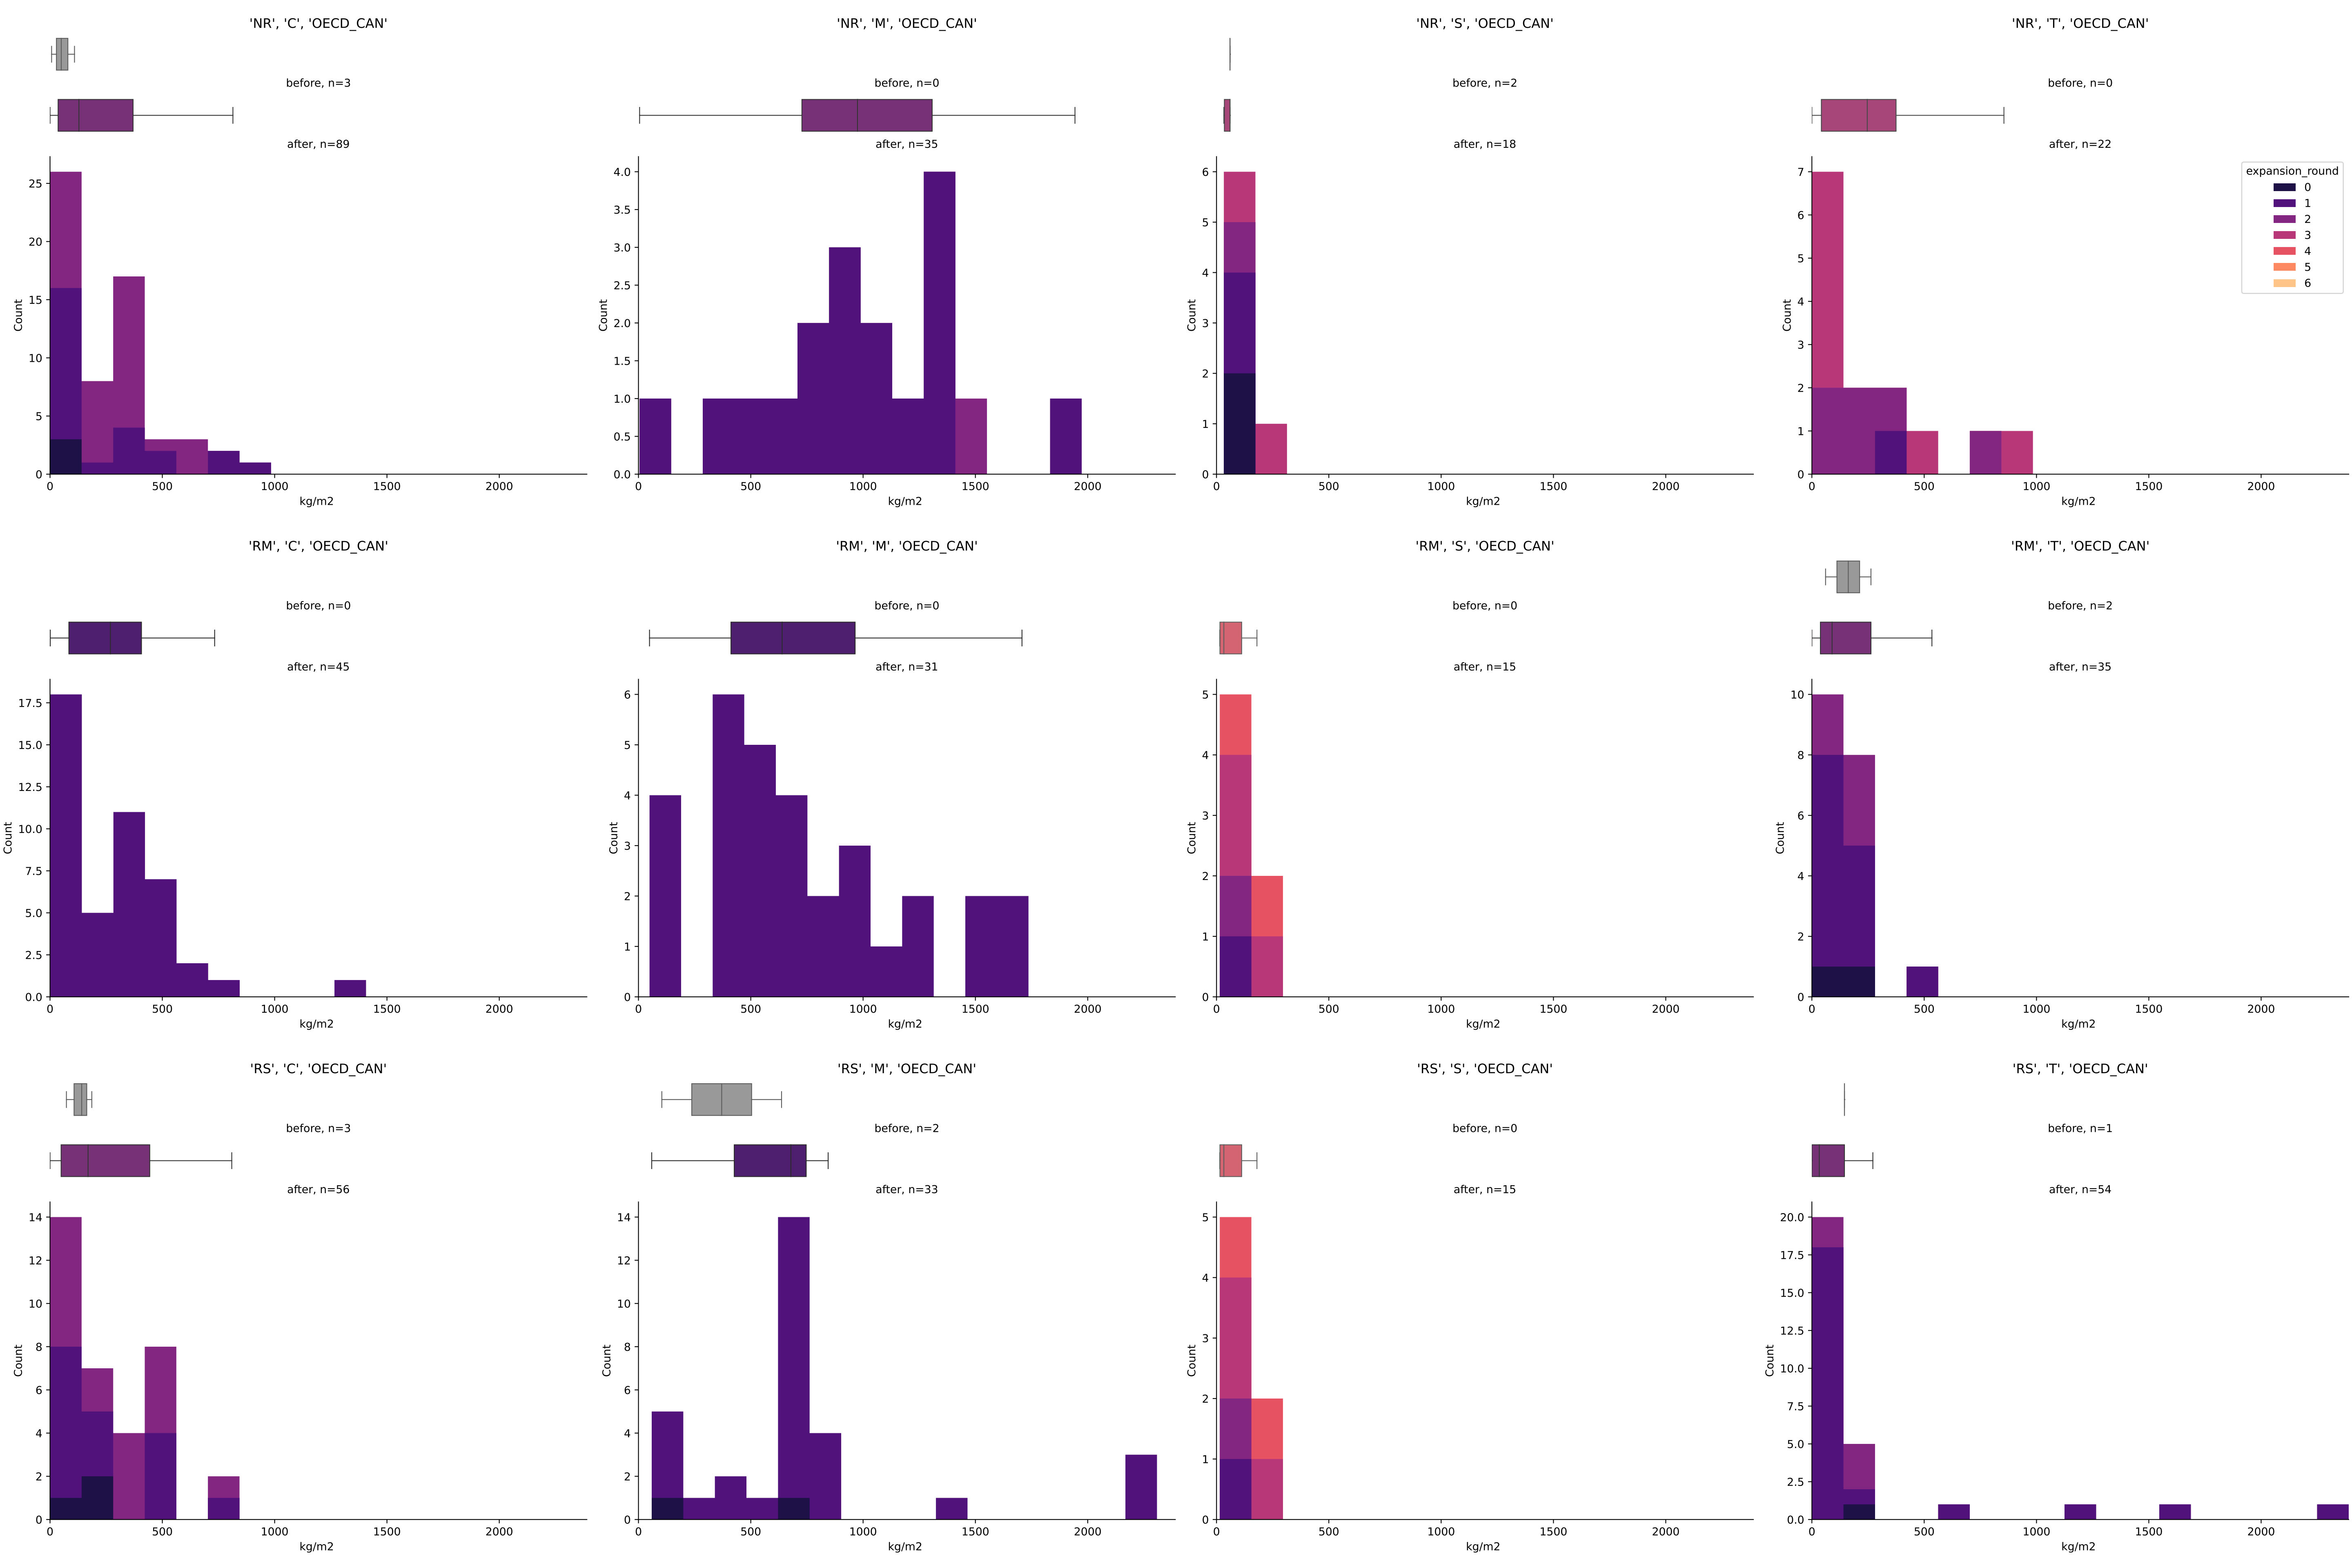 'NR', 'C', 'OECD_CAN'
before, n=3
after, n=89
25
20
15
10
5
0
Count
0 500 1000 1500 2000
kg/m2
'NR', 'M', 'OECD_CAN'
before, n=0
after, n=35
4.0
3.5
3.0
2.5
2.0
1.5
1.0
0.5
0.0
Count
0 500 1000 1500 2000
kg/m2
'NR', 'S', 'OECD_CAN'
before, n=2
after, n=18
6
5
4
3
2
1
0
Count
0 500 1000 1500 2000
kg/m2
'NR', 'T', 'OECD_CAN'
before, n=0
after, n=22
7
6
5
4
3
2
1
0
Count
0 500 1000 1500 2000
kg/m2
expansion_round
0
1
2
3
4
5
6
'RM', 'C', 'OECD_CAN'
before, n=0
after, n=45
17.5
15.0
12.5
10.0
7.5
5.0
2.5
0.0
Count
0 500 1000 1500 2000
kg/m2
'RM', 'M', 'OECD_CAN'
before, n=0
after, n=31
6
5
4
3
2
1
0
Count
0 500 1000 1500 2000
kg/m2
'RM', 'S', 'OECD_CAN'
before, n=0
after, n=15
5
4
3
2
1
0
Count
0 500 1000 1500 2000
kg/m2
'RM', 'T', 'OECD_CAN'
before, n=2
after, n=35
10
8
6
4
2
0
Count
0 500 1000 1500 2000
kg/m2
'RS', 'C', 'OECD_CAN'
before, n=3
after, n=56
14
12
10
8
6
4
2
0
Count
0 500 1000 1500 2000
kg/m2
'RS', 'M', 'OECD_CAN'
before, n=2
after, n=33
14
12
10
8
6
4
2
0
Count
0 500 1000 1500 2000
kg/m2
'RS', 'S', 'OECD_CAN'
before, n=0
after, n=15
5
4
3
2
1
0
Count
0 500 1000 1500 2000
kg/m2
'RS', 'T', 'OECD_CAN'
before, n=1
after, n=54
20.0
17.5
15.0
12.5
10.0
7.5
5.0
2.5
0.0
Count
0 500 1000 1500 2000
kg/m2